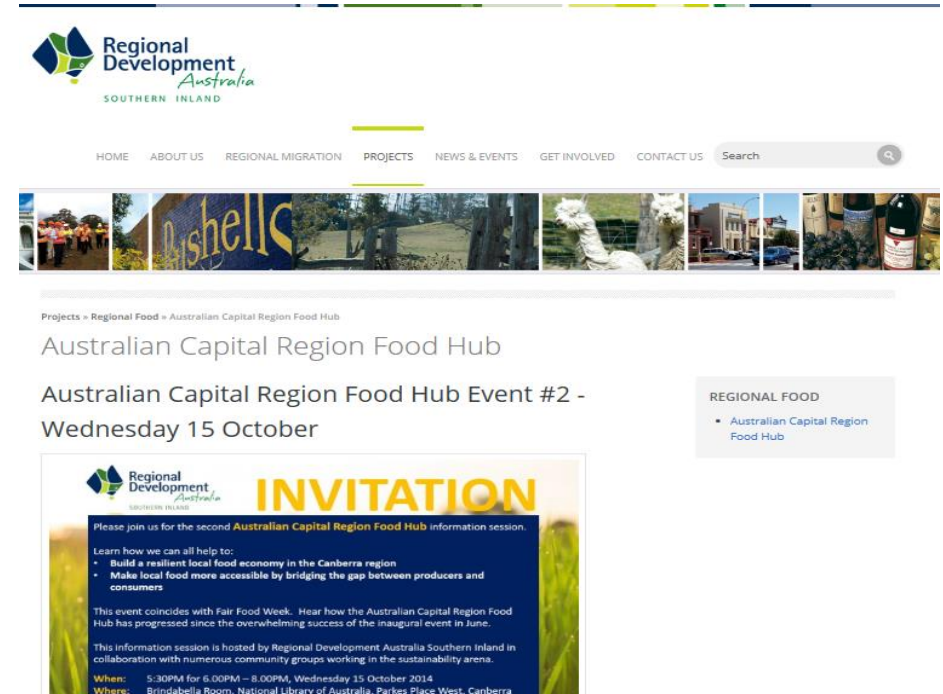 Regional
Development
Australia
SOUTHERN INLAND
HOME ABOUT US REGIONAL MIGRATION PROJECTS NEWS & EVENTS GET INVOLVED CONTACT US Search
Bushells
Projects » Regional Food » Australian Capital Region Food Hub
Australian Capital Region Food Hub
Australian Capital Region Food Hub Event #2 -
Wednesday 15 October
REGIONAL FOOD
• Australian Capital Region
Food Hub
Regional
Development
Australia
SOUTHERN INLAND
INVITATION
Please join us for the second Australian Capital Region Food Hub information session.
Learn how we can all help to:
• Build a resilient local food economy in the Canberra region
• Make local food more accessible by bridging the gap between producers and
consumers
This event coincides with Fair Food Week. Hear how the Australian Capital Region Food
Hub has progressed since the overwhelming success of the inaugural event in June.
This information session is hosted by Regional Development Australia Southern Inland in
collaboration with numerous community groups working in the sustainability arena.
When: 5:30PM for 6.00PM – 8.00PM, Wednesday 15 October 2014
Where: Brindabella Room, National Library of Australia, Parkes Place West, Canberra